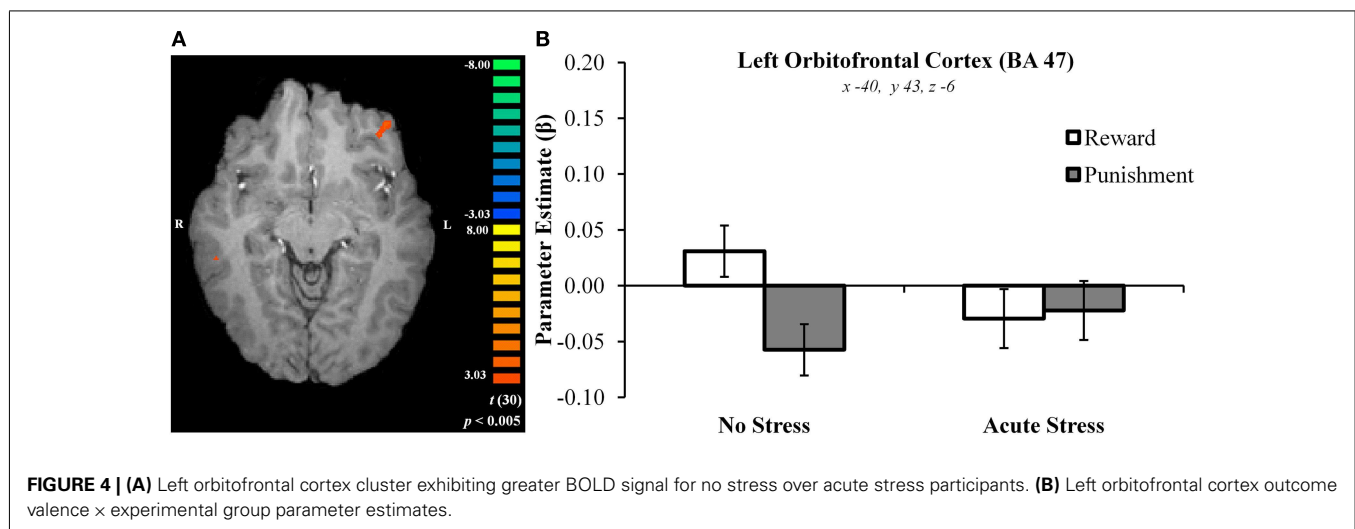 A
R
L
-8.00
-3.03
8.00
3.03
t (30)
p < 0.005
B
Left Orbitofrontal Cortex (BA 47)
x -40, y 43, z -6
Parameter Estimate (β)
0.20
0.15
0.10
0.05
0.00
-0.05
-0.10
Reward
Punishment
No Stress
Acute Stress
FIGURE 4 | (A) Left orbitofrontal cortex cluster exhibiting greater BOLD signal for no stress over acute stress participants. (B) Left orbitofrontal cortex outcome
valence × experimental group parameter estimates.